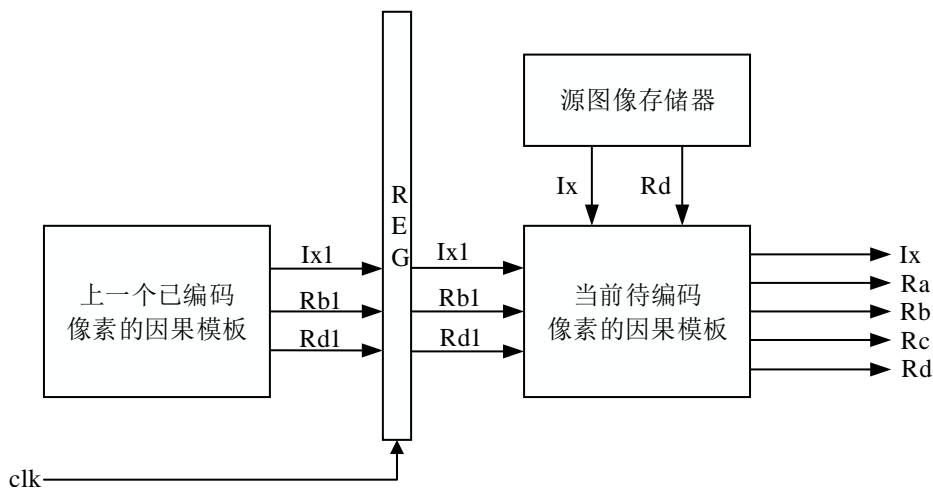 源图像存储器
Ix
Rd
R
E
G
上一个已编码
像素的因果模板
Ix1
Rb1
Rd1
Ix1
Rb1
Rd1
当前待编码
像素的因果模板
Ix
Ra
Rb
Rc
Rd
clk